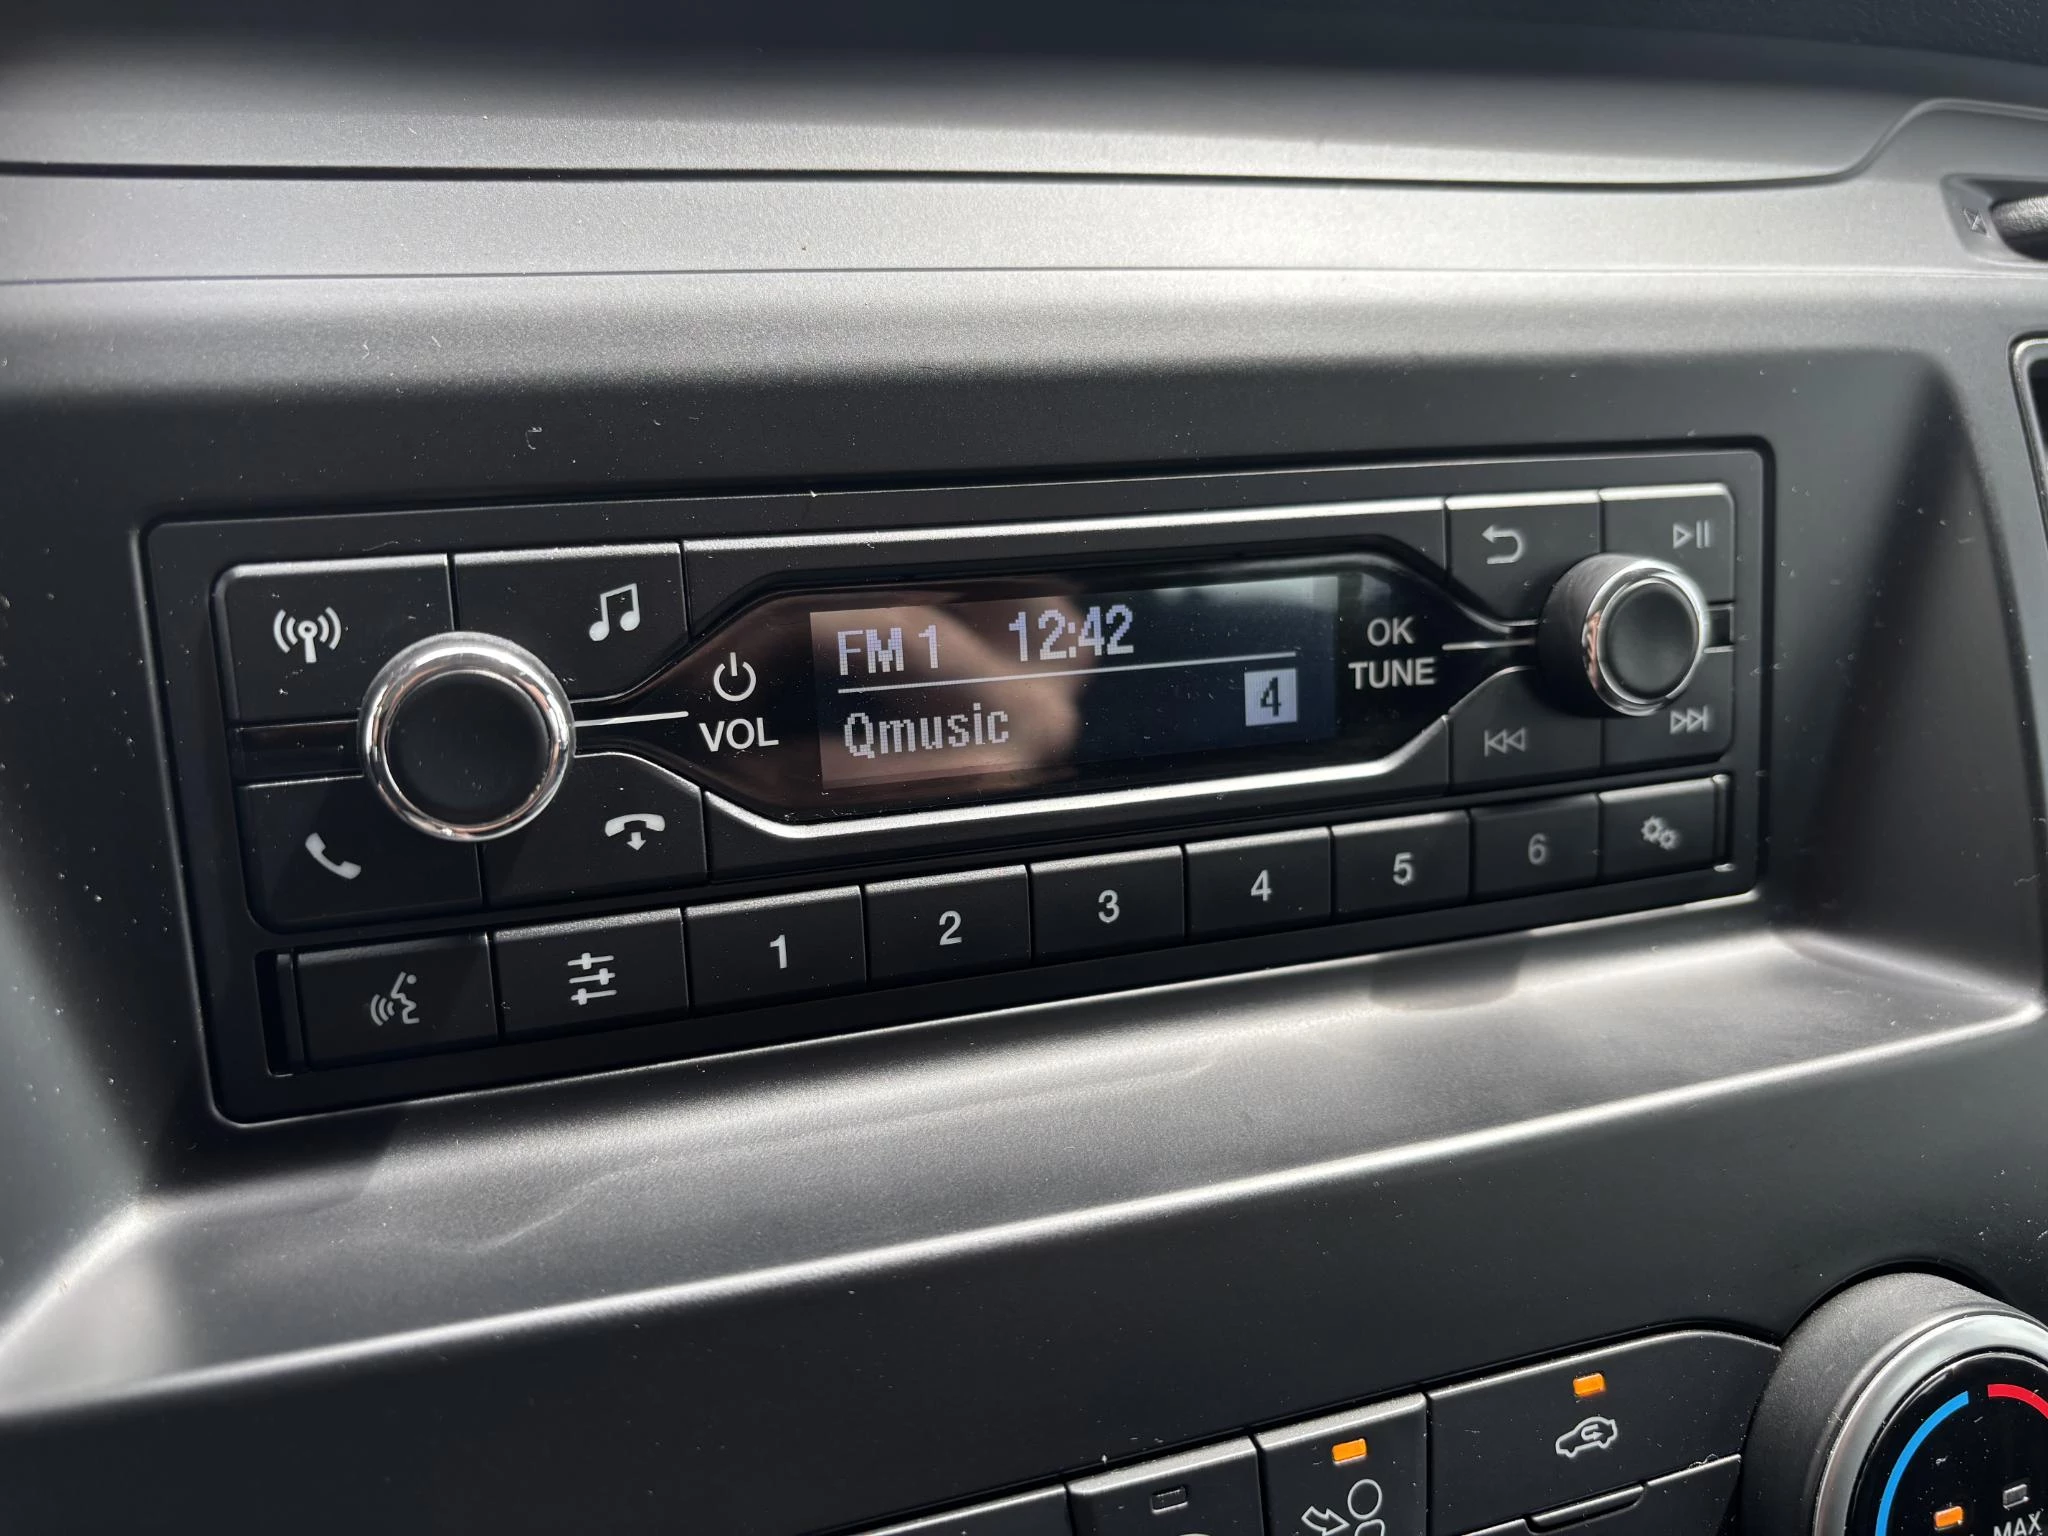 FM 1 12:42
Qmusic 4
VOL
OK
TUNE
1 2 3 4 5 6
MAX